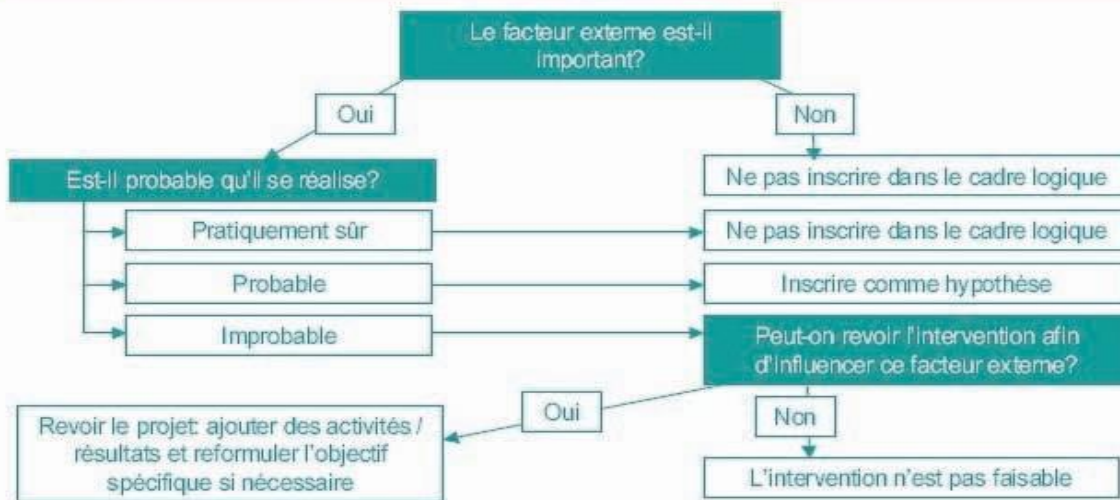 Le facteur externe est-il
important?
Oui
Non
Est-il probable qu'il se réalise?
Ne pas inscrire dans le cadre logique
Pratiquement sûr
Ne pas inscrire dans le cadre logique
Probable
Inscrire comme hypothèse
Improbable
Peut-on revoir l'intervention afin
d'influencer ce facteur externe?
Oui
Non
Revoir le projet: ajouter des activités /
résultats et reformuler l'objectif
spécifique si nécessaire
L'intervention n'est pas faisable